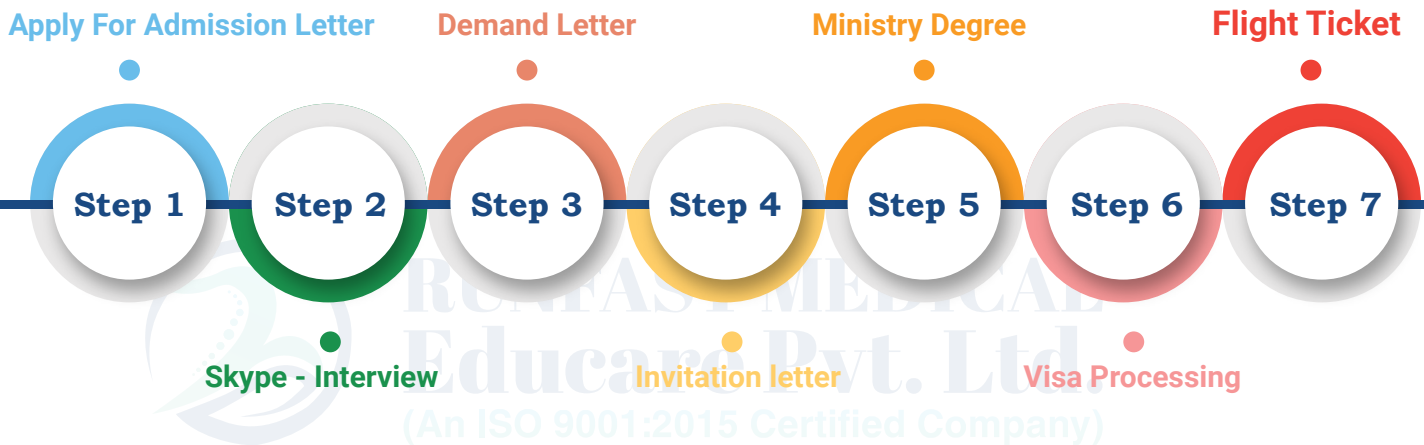 Apply For Admission Letter
Demand Letter
Ministry Degree
Flight Ticket
Step 1
Step 2
Step 3
Step 4
Step 5
Step 6
Step 7
RUNFAST MEDICAL
Educare Pvt. Ltd.
Skype - Interview
Invitation letter
Visa Processing
(An ISO 9001:2015 Certified Company)